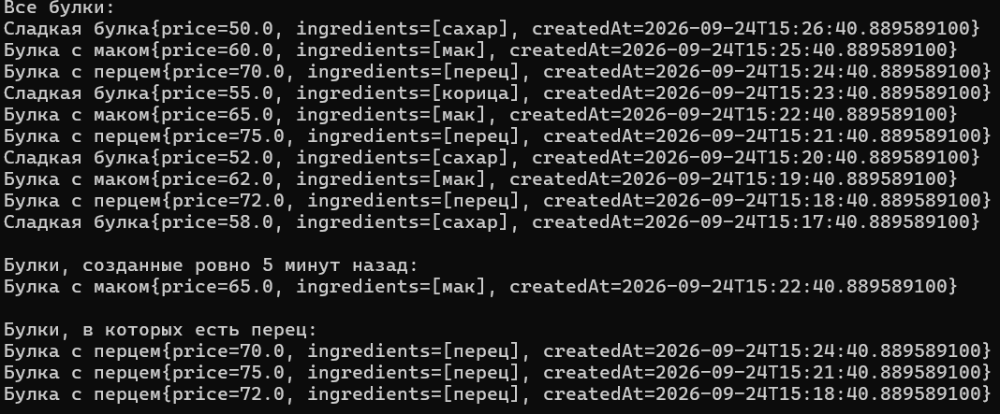 Все булки:
Сладкая булка{price=50.0, ingredients=[сахар], createdAt=2026-09-24T15:26:40.889589100}
Булка с маком{price=60.0, ingredients=[мак], createdAt=2026-09-24T15:25:40.889589100}
Булка с перцем{price=70.0, ingredients=[перец], createdAt=2026-09-24T15:24:40.889589100}
Сладкая булка{price=55.0, ingredients=[корица], createdAt=2026-09-24T15:23:40.889589100}
Булка с маком{price=65.0, ingredients=[мак], createdAt=2026-09-24T15:22:40.889589100}
Булка с перцем{price=75.0, ingredients=[перец], createdAt=2026-09-24T15:21:40.889589100}
Сладкая булка{price=52.0, ingredients=[сахар], createdAt=2026-09-24T15:20:40.889589100}
Булка с маком{price=62.0, ingredients=[мак], createdAt=2026-09-24T15:19:40.889589100}
Булка с перцем{price=72.0, ingredients=[перец], createdAt=2026-09-24T15:18:40.889589100}
Сладкая булка{price=58.0, ingredients=[сахар], createdAt=2026-09-24T15:17:40.889589100}
Булки, созданные ровно 5 минут назад:
Булка с маком{price=65.0, ingredients=[мак], createdAt=2026-09-24T15:22:40.889589100}
Булки, в которых есть перец:
Булка с перцем{price=70.0, ingredients=[перец], createdAt=2026-09-24T15:24:40.889589100}
Булка с перцем{price=75.0, ingredients=[перец], createdAt=2026-09-24T15:21:40.889589100}
Булка с перцем{price=72.0, ingredients=[перец], createdAt=2026-09-24T15:18:40.889589100}